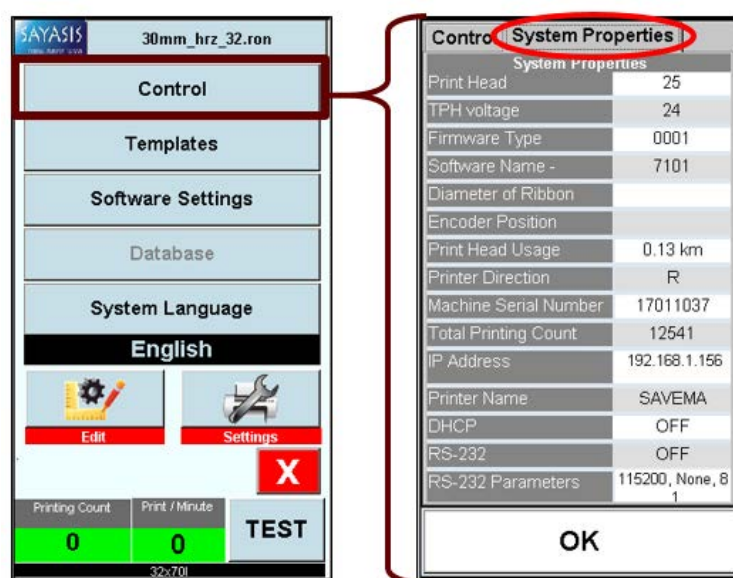 SAYASIS
30mm_hrz_32.ron
Control
Templates
Software Settings
Database
System Language
English
Edit
Settings
X
Printing Count
Print / Minute
0
0
TEST
32x70l
Contro
System Properties
System Properties
Print Head 25
TPH voltage 24
Firmware Type 0001
Software Name - 7101
Diameter of Ribbon
Encoder Position
Print Head Usage 0.13 km
Printer Direction R
Machine Serial Number 17011037
Total Printing Count 12541
IP Address 192.168.1.156
Printer Name SAVEMA
DHCP OFF
RS-232 OFF
RS-232 Parameters 115200, None, 8
1
OK